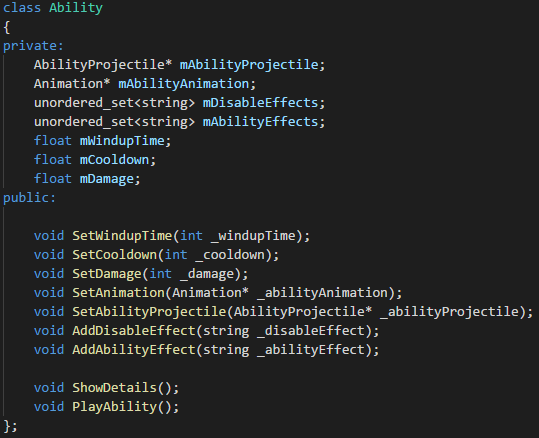 class Ability
{
private:
    AbilityProjectile* mAbilityProjectile;
    Animation* mAbilityAnimation;
    unordered_set<string> mDisableEffects;
    unordered_set<string> mAbilityEffects;
    float mWindupTime;
    float mCooldown;
    float mDamage;
public:

    void SetWindupTime(int _windupTime);
    void SetCooldown(int _cooldown);
    void SetDamage(int _damage);
    void SetAnimation(Animation* _abilityAnimation);
    void SetAbilityProjectile(AbilityProjectile* _abilityProjectile);
    void AddDisableEffect(string _disableEffect);
    void AddAbilityEffect(string _abilityEffect);

    void ShowDetails();
    void PlayAbility();
};